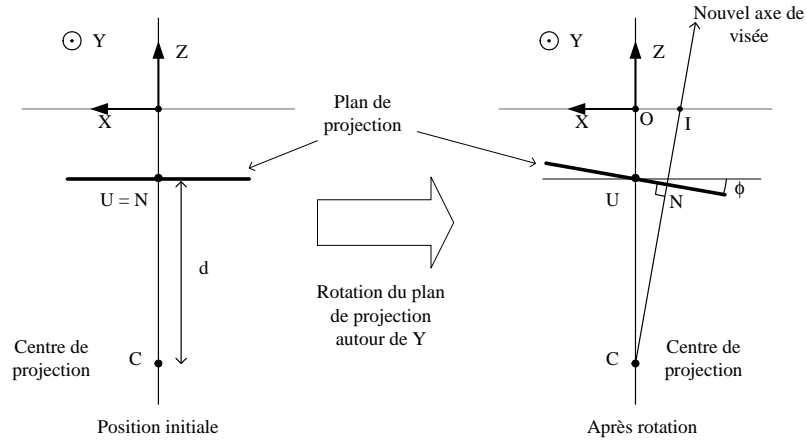 Y
Z
X
U = N
d
C
Centre de
projection
Position initiale
Plan de
projection
Rotation du plan
de projection
autour de Y
Nouvel axe de
visée
Y
Z
X
O
I
U
N
ϕ
C
Centre de
projection
Après rotation